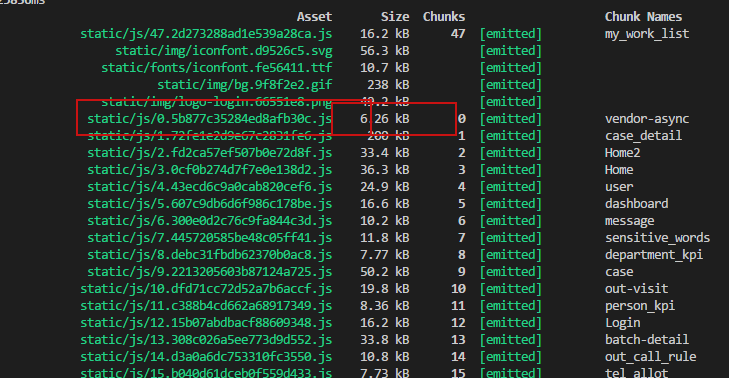 Asset Size Chunks Chunk Names
static/js/47.2d273288ad1e539a28ca.js 16.2 kB 47 [emitted] my_work_list
static/img/iconfont.d9526c5.svg 56.3 kB [emitted]
static/fonts/iconfont.fe56411.ttf 10.7 kB [emitted]
static/img/bg.9f8f2e2.gif 238 kB [emitted]
static/img/logo-login.66551e8.png 49.2 kB [emitted]
static/js/0.5b877c35284ed8afb30c.js 6.26 kB 0 [emitted] vendor-async
static/js/1.72fe1e2d9e67c2831fe6.js 200 kB 1 [emitted] case_detail
static/js/2.fd2ca57ef507b0e72d8f.js 33.4 kB 2 [emitted] Home2
static/js/3.0cf0b274d7f7e0e138d2.js 36.3 kB 3 [emitted] Home
static/js/4.43ecd6c9a0cab820cef6.js 24.9 kB 4 [emitted] user
static/js/5.607c9db6d6f986c178be.js 16.6 kB 5 [emitted] dashboard
static/js/6.300e0d2c76c9fa844c3d.js 10.2 kB 6 [emitted] message
static/js/7.445720585be48c05ff41.js 11.8 kB 7 [emitted] sensitive_words
static/js/8.debc31fbdb62370b0ac8.js 7.77 kB 8 [emitted] department_kpi
static/js/9.2213205603b87124a725.js 50.2 kB 9 [emitted] case
static/js/10.dfd71cc72d52a7b6accf.js 19.8 kB 10 [emitted] out-visit
static/js/11.c388b4cd662a68917349.js 8.36 kB 11 [emitted] person_kpi
static/js/12.15b07abdbacf88609348.js 16.2 kB 12 [emitted] Login
static/js/13.308c026a5ee773d9d552.js 33.8 kB 13 [emitted] batch-detail
static/js/14.d3a0a6dc753310fc3550.js 10.8 kB 14 [emitted] out_call_rule
static/js/15.b040d61dceb0f559d433.js 7.73 kB 15 [emitted] tel_allot